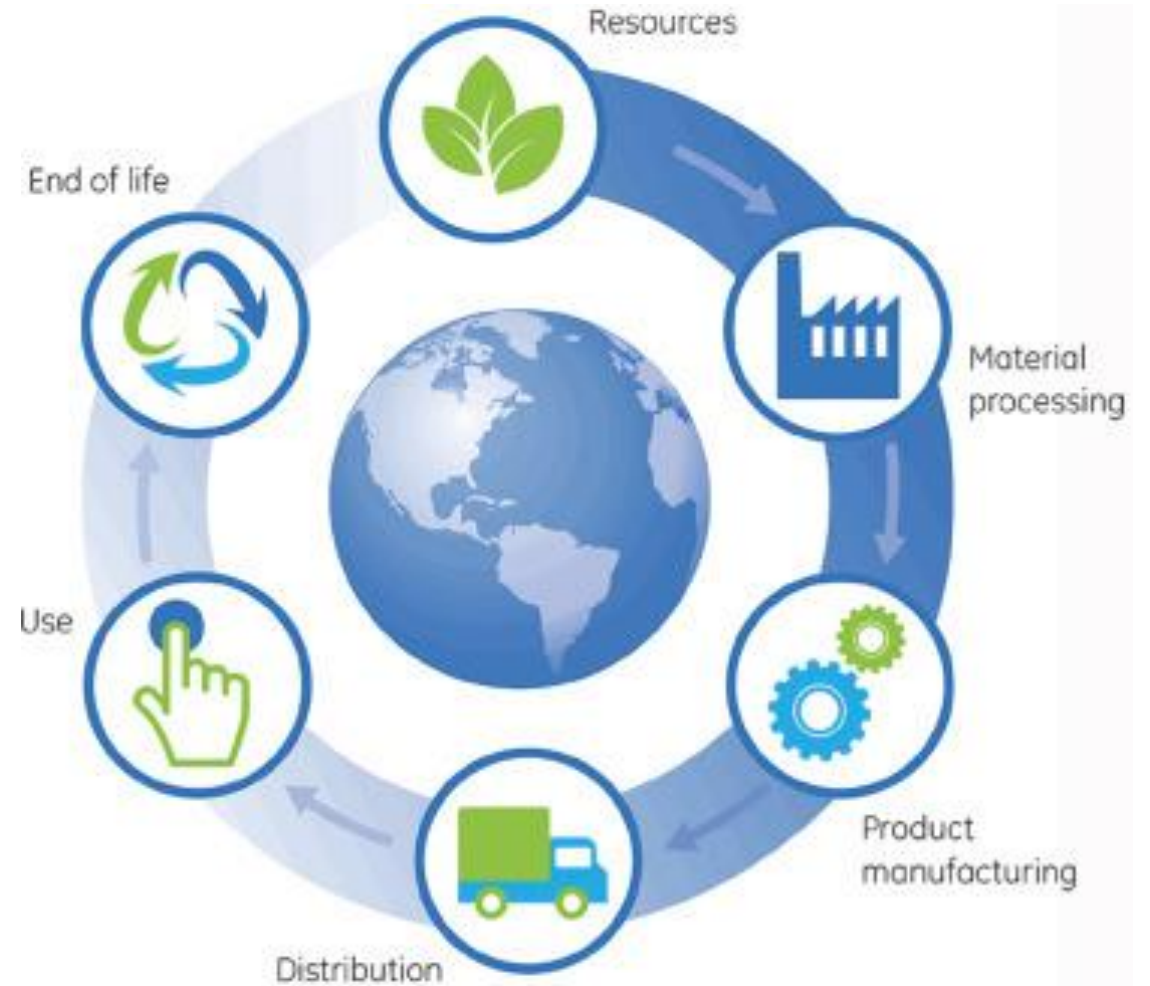 Resources
End of life
Material
processing
Use
Product
manufacturing
Distribution